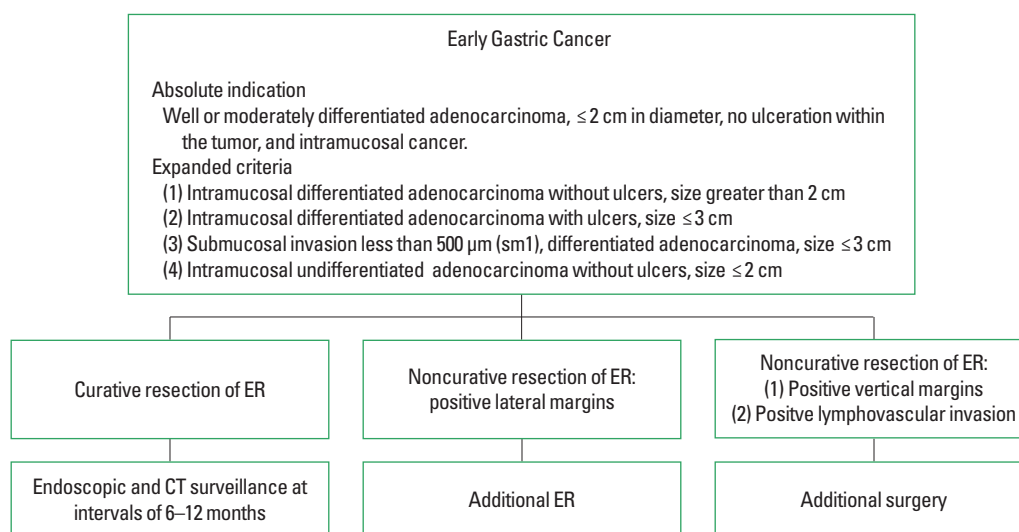 Early Gastric Cancer
Absolute indication
Well or moderately differentiated adenocarcinoma, ≤ 2 cm in diameter, no ulceration within
the tumor, and intramucosal cancer.
Expanded criteria
(1) Intramucosal differentiated adenocarcinoma without ulcers, size greater than 2 cm
(2) Intramucosal differentiated adenocarcinoma with ulcers, size ≤ 3 cm
(3) Submucosal invasion less than 500 μm (sm1), differentiated adenocarcinoma, size ≤ 3 cm
(4) Intramucosal undifferentiated adenocarcinoma without ulcers, size ≤ 2 cm
Curative resection of ER
Noncurative resection of ER:
positive lateral margins
Noncurative resection of ER:
(1) Positive vertical margins
(2) Positve lymphovascular invasion
Endoscopic and CT surveillance at
intervals of 6–12 months
Additional ER
Additional surgery